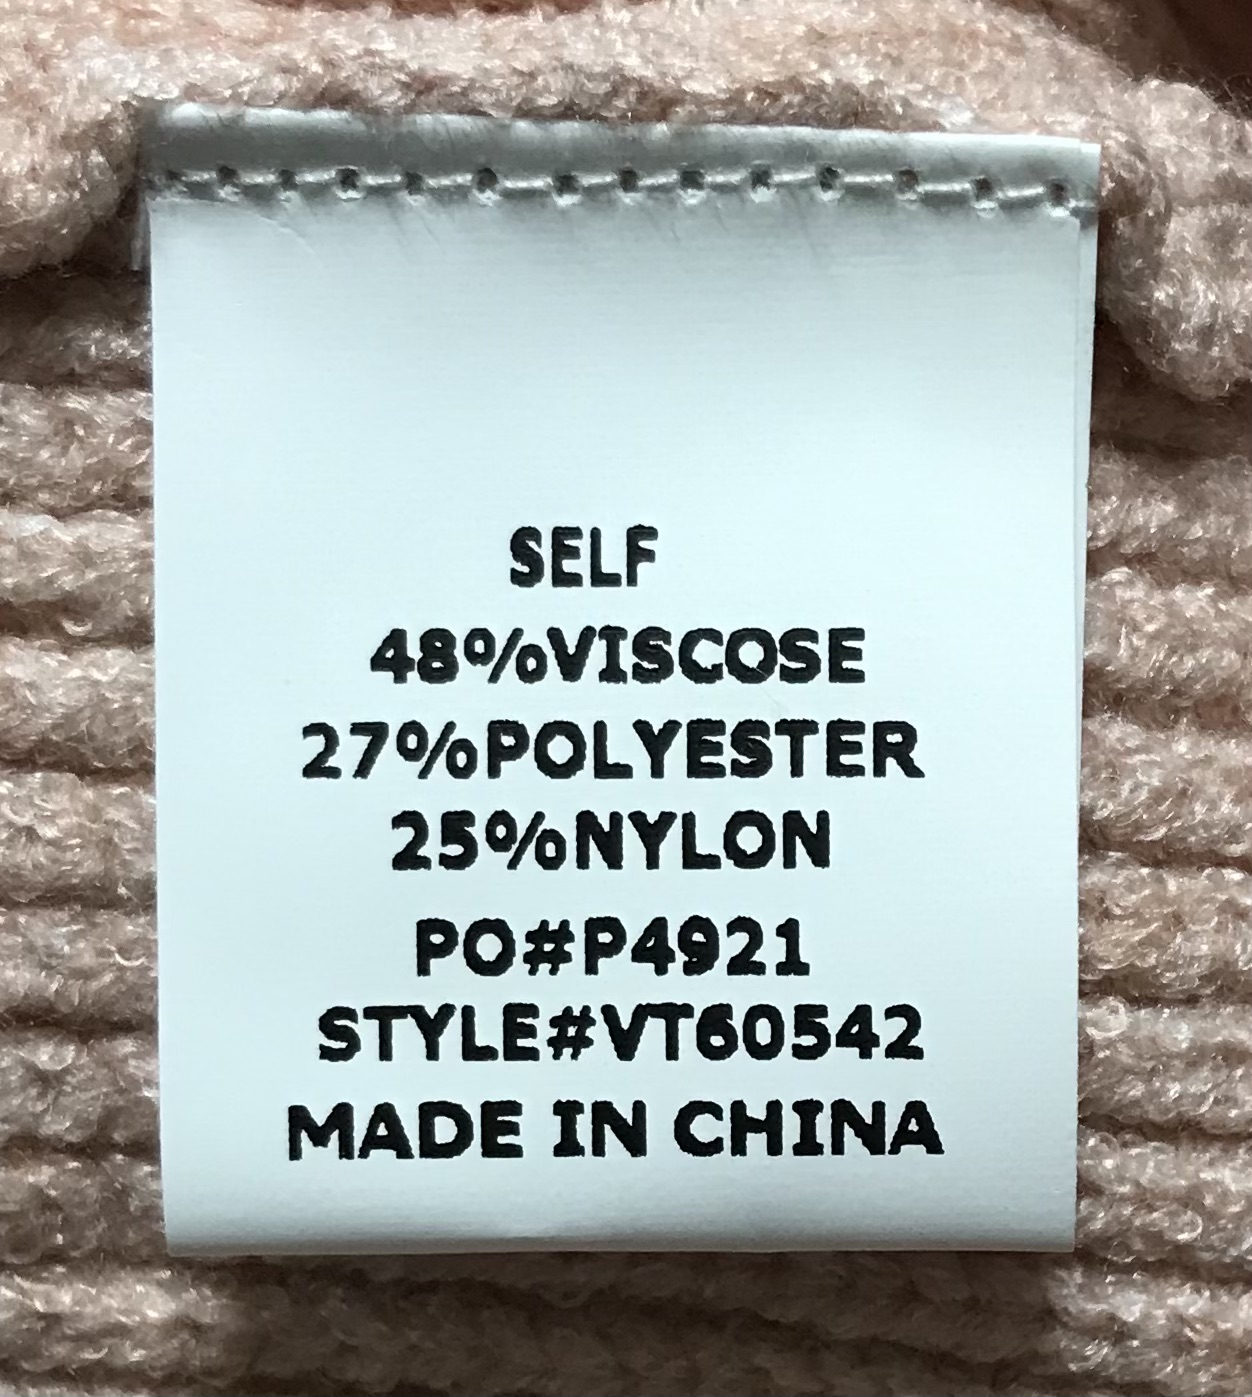 SELF
48%VISCOSE
27%POLYESTER
25%NYLON
PO#P4921
STYLE#VT60542
MADE IN CHINA